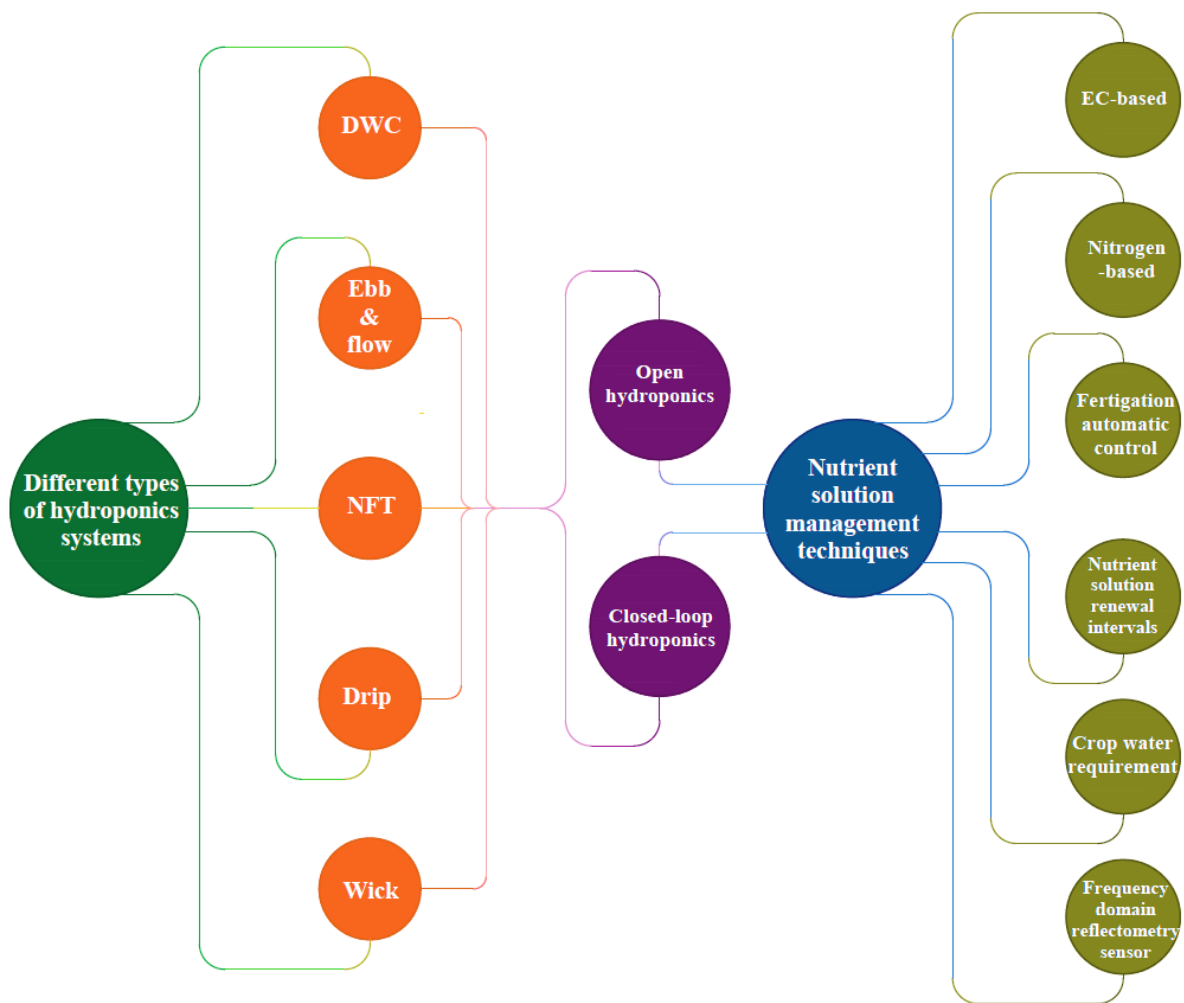 Different types
of hydroponics
systems
DWC
Ebb
&
flow
NFT
Drip
Wick
Open
hydroponics
Closed-loop
hydroponics
Nutrient
solution
management
techniques
EC-based
Nitrogen
-based
Fertigation
automatic
control
Nutrient
solution
renewal
intervals
Crop water
requirement
Frequency
domain
reflectometry
sensor